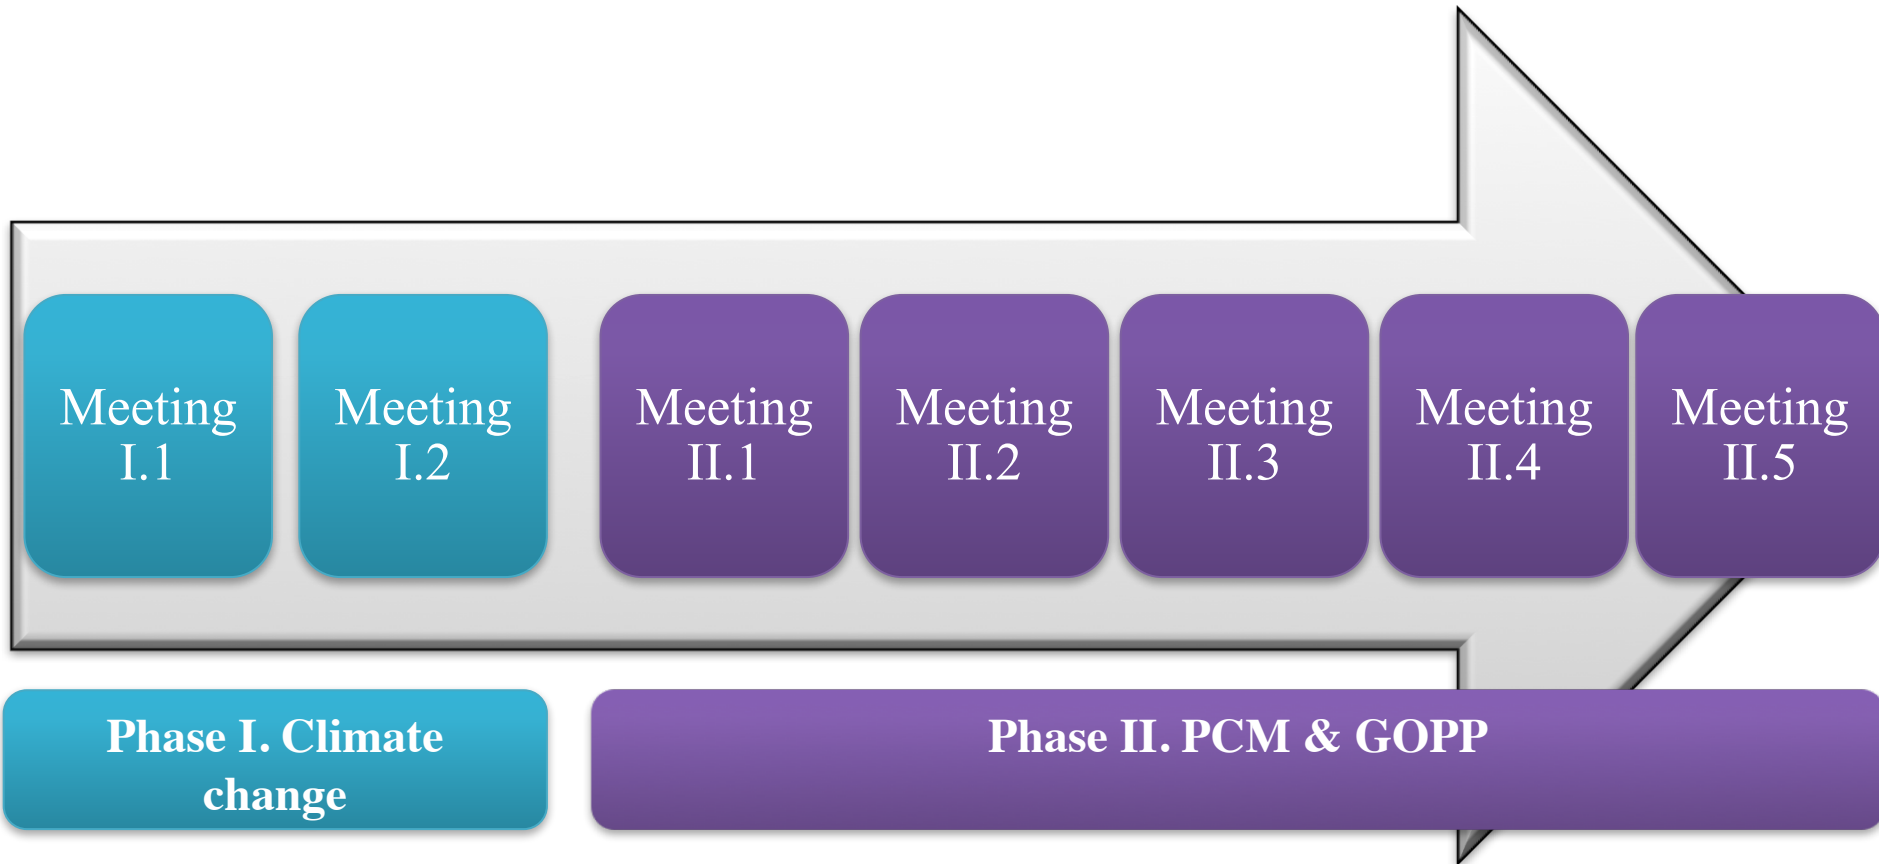 Meeting
I.1
Meeting
I.2
Meeting
II.1
Meeting
II.2
Meeting
II.3
Meeting
II.4
Meeting
II.5
Phase I. Climate
change
Phase II. PCM & GOPP